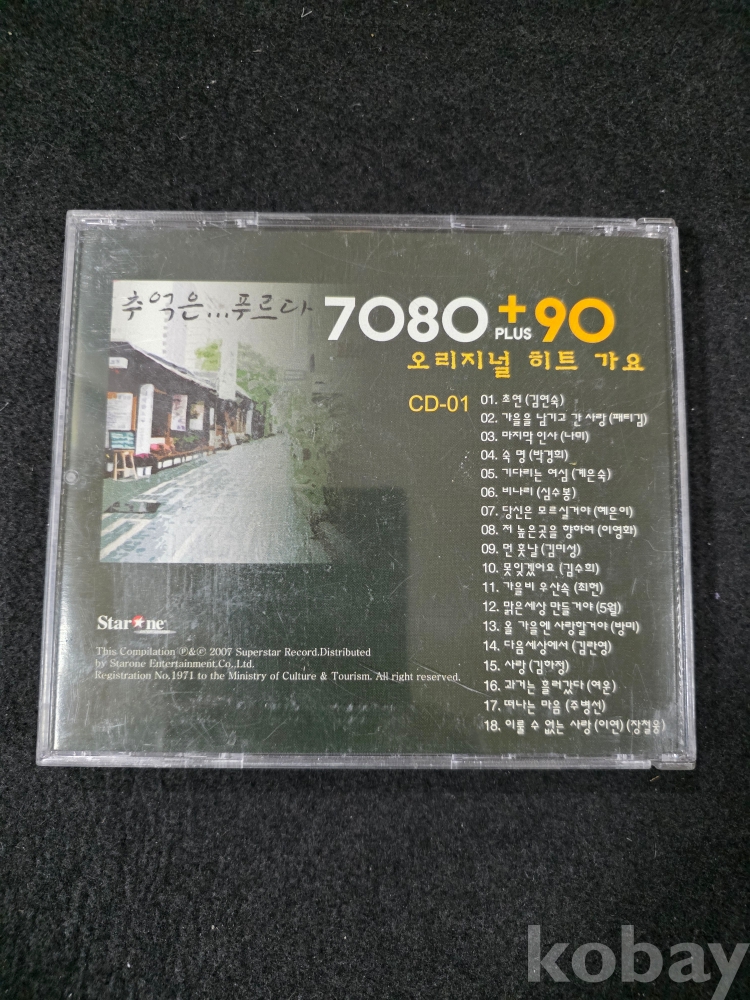 추억은...푸르다
7080 + PLUS 90
오리지널 히트 가요
CD-01
01. 초연 (김연숙)
02. 가을을 남기고 간 사랑 (패티김)
03. 마지막 인사 (나미)
04. 숙 명 (박경희)
05. 기다리는 여심 (계은숙)
06. 비나리 (심수봉)
07. 당신은 모르실거야 (혜은이)
08. 저 높은곳을 향하여 (이영화)
09. 먼 훗날 (김미성)
10. 못잊겠어요 (김수희)
11. 가을비 우산속 (최헌)
12. 맑은세상 만들거야 (5월)
13. 올 가을엔 사랑할거야 (방미)
14. 다음세상에서 (김란영)
15. 사랑 (김하정)
16. 과거는 흘러갔다 (여운)
17. 떠나는 마음 (주병선)
18. 이룰 수 없는 사랑 (이연) (장철웅)
Star★one
This Compilation ℗&© 2007 Superstar Record.Distributed
by Starone Entertainment.Co,.Ltd.
Registration No.1971 to the Ministry of Culture & Tourism. All right reserved.
kobay